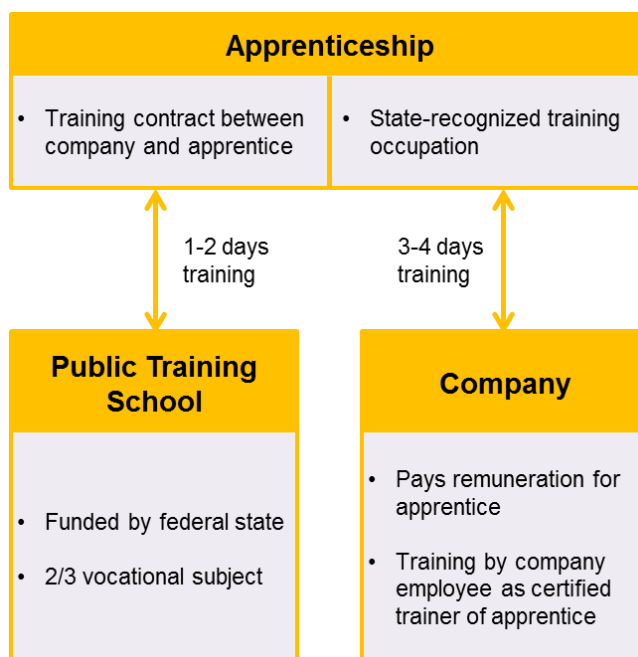 Apprenticeship
• Training contract between
company and apprentice
• State-recognized training
occupation
1-2 days
training
3-4 days
training
Public Training
School
• Funded by federal state
• 2/3 vocational subject
Company
• Pays remuneration for
apprentice
• Training by company
employee as certified
trainer of apprentice